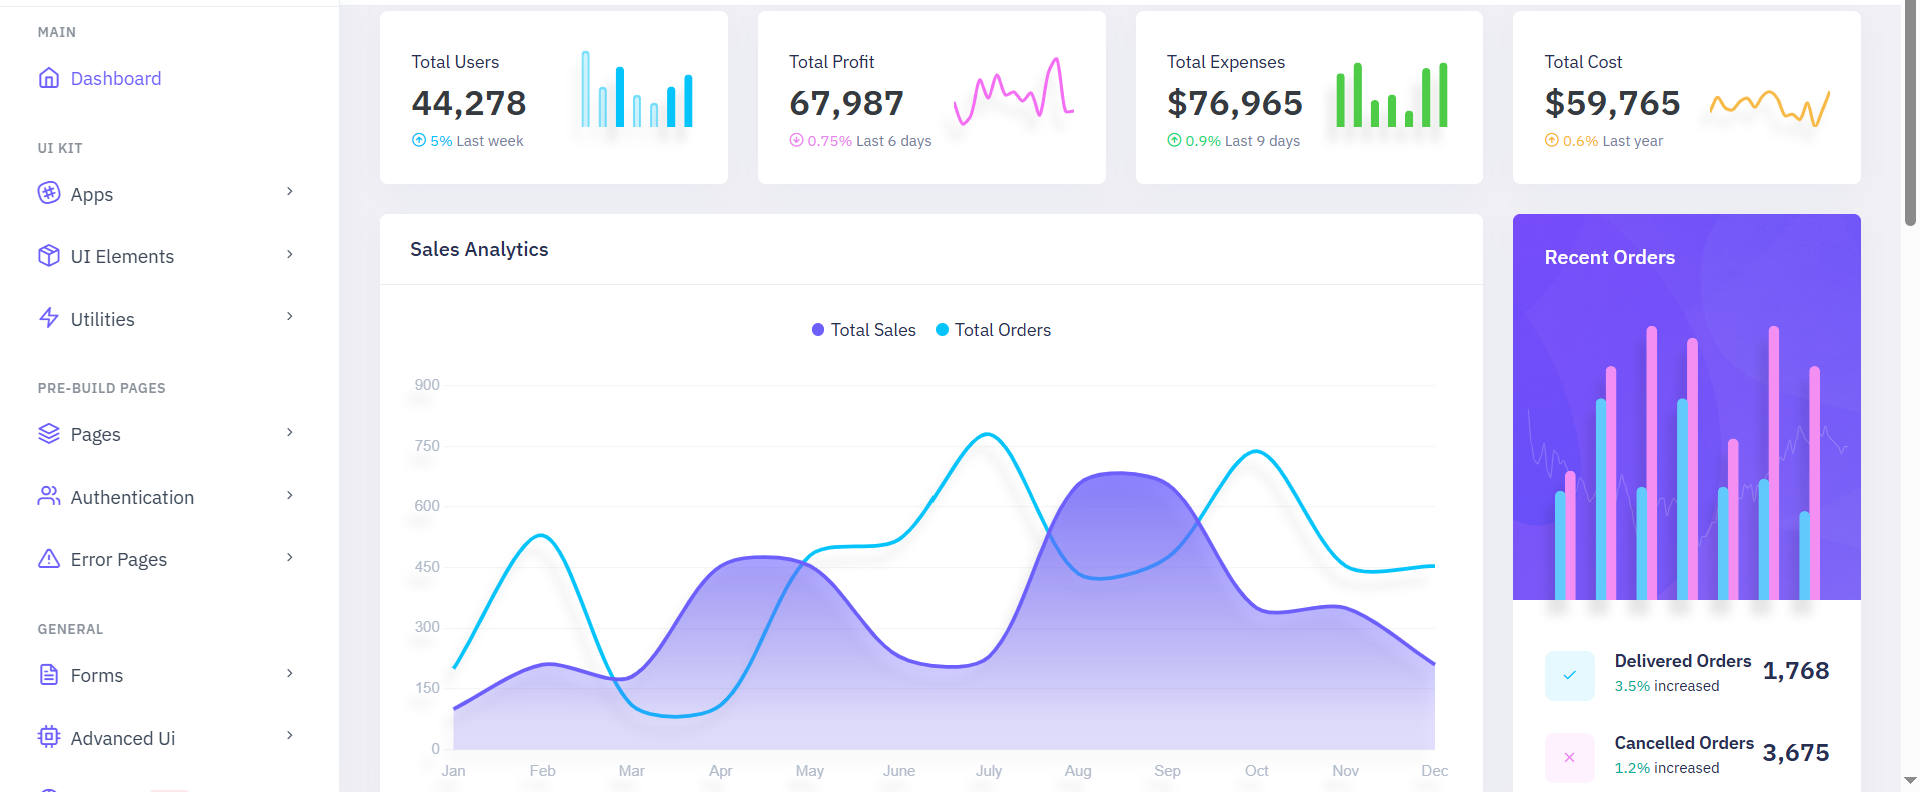 MAIN
Dashboard
UI KIT
Apps
UI Elements
Utilities
PRE-BUILD PAGES
Pages
Authentication
Error Pages
GENERAL
Forms
Advanced Ui
Total Users
44,278
5% Last week
Total Profit
67,987
0.75% Last 6 days
Total Expenses
$76,965
0.9% Last 9 days
Total Cost
$59,765
0.6% Last year
Sales Analytics
Total Sales
Total Orders
900
750
600
450
300
150
0
Jan Feb Mar Apr May June July Aug Sep Oct Nov Dec
Recent Orders
Delivered Orders
1,768
3.5% increased
Cancelled Orders
3,675
1.2% increased